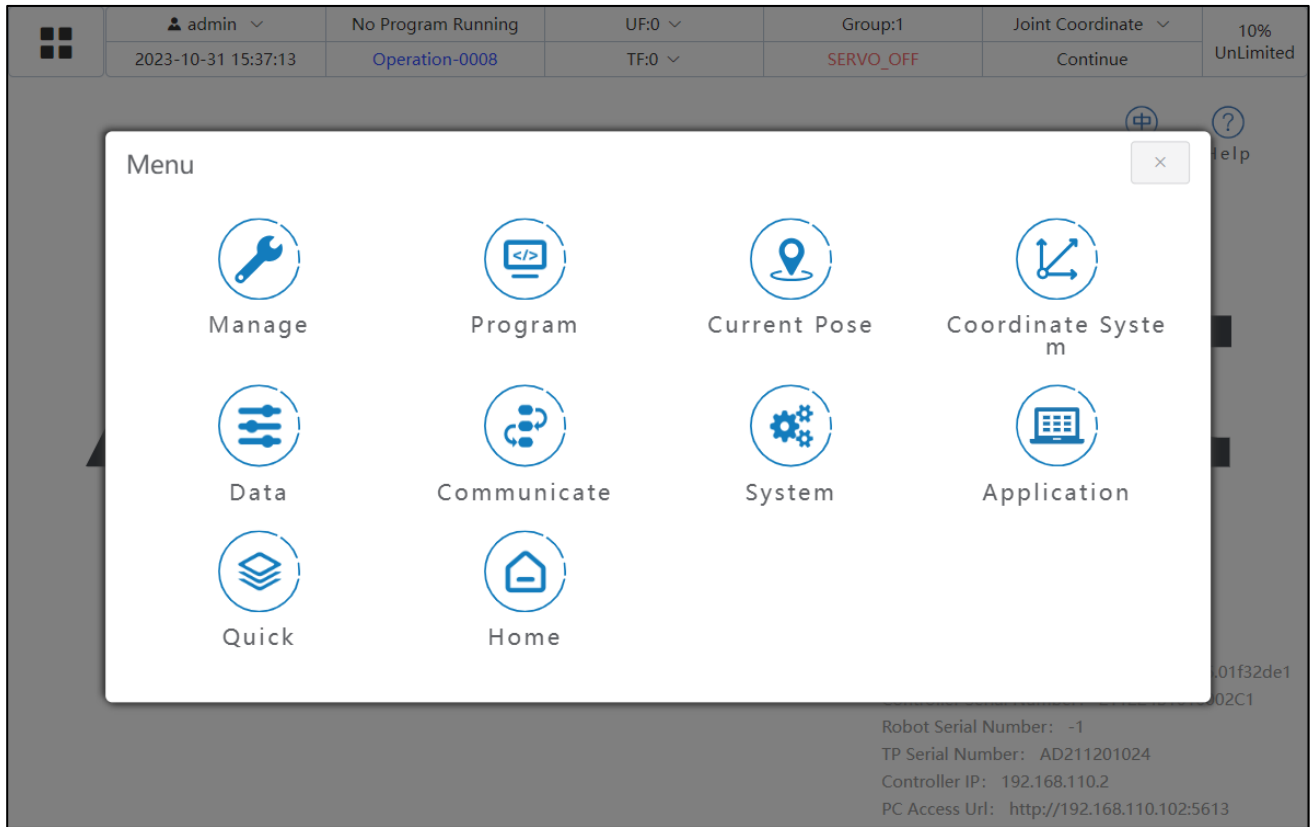 admin No Program Running UF:0 Group:1 Joint Coordinate 10%
2023-10-31 15:37:13 Operation-0008 TF:0 SERVO_OFF Continue UnLimited
中
Help
Menu
Manage Program Current Pose Coordinate Syste
m
</>
Data Communicate System Application
Quick Home
.01f32de1
02C1
Robot Serial Number: -1
TP Serial Number: AD211201024
Controller IP: 192.168.110.2
PC Access Url: http://192.168.110.102:5613